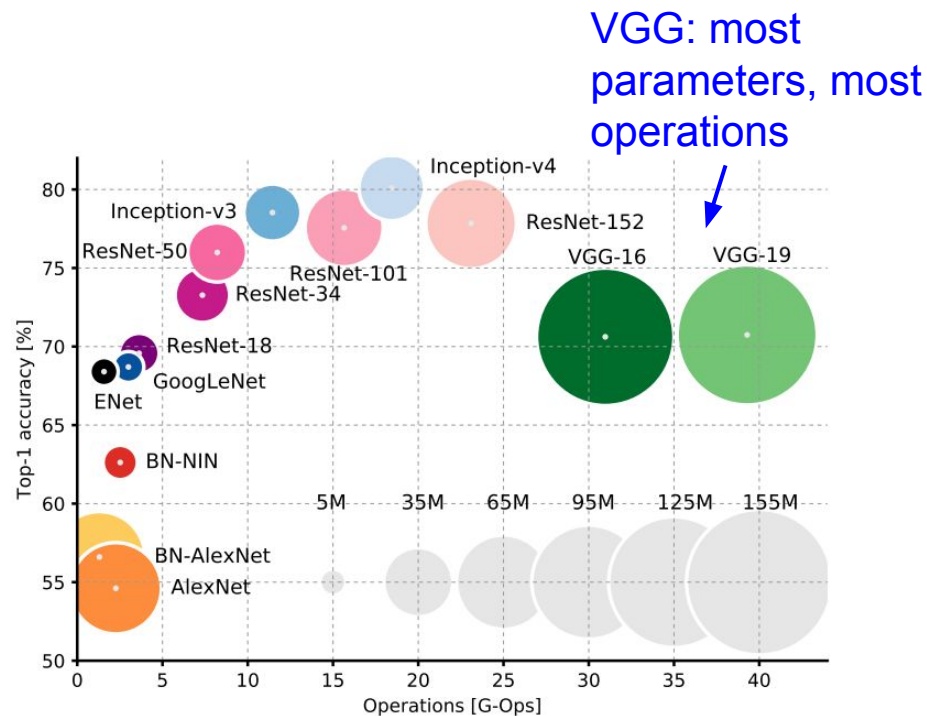 VGG: most
parameters, most
operations
Inception-v4
Inception-v3
ResNet-152
ResNet-50
VGG-16
VGG-19
ResNet-101
ResNet-34
ResNet-18
GoogLeNet
ENet
BN-NIN
5M 35M 65M 95M 125M 155M
BN-AlexNet
AlexNet
Top-1 accuracy [%]
80
75
70
65
60
55
50
0 5 10 15 20 25 30 35 40
Operations [G-Ops]